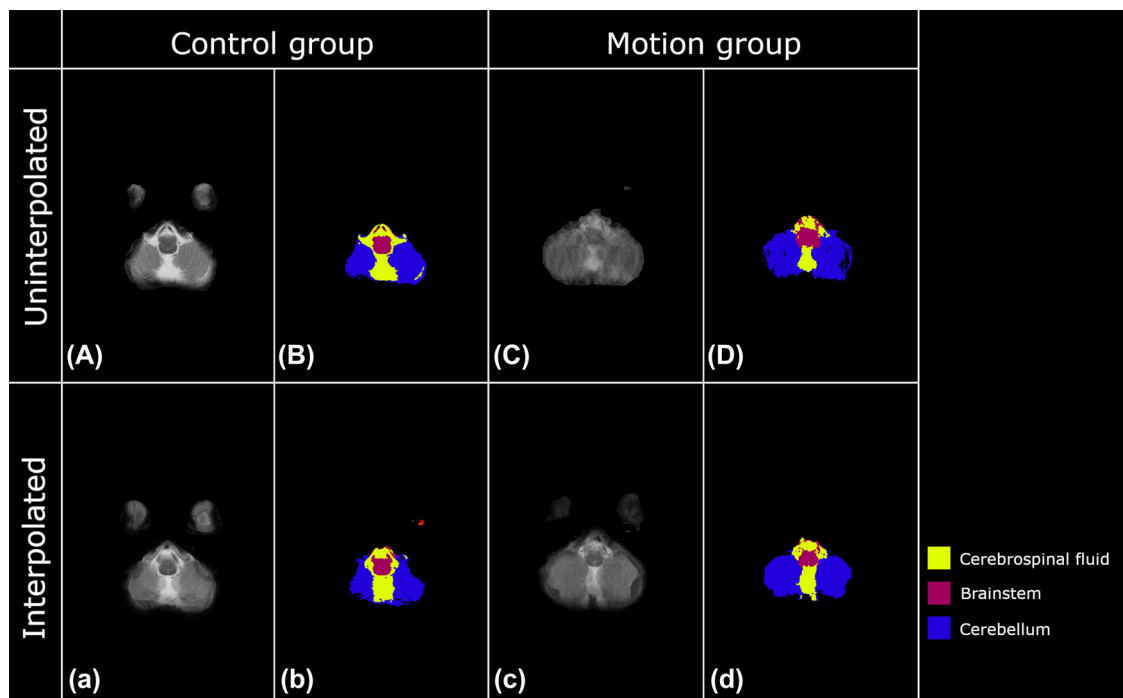 Control group
Motion group
Uninterpolated
(A)
(B)
(C)
(D)
Interpolated
(a)
(b)
(c)
(d)
Cerebrospinal fluid
Brainstem
Cerebellum